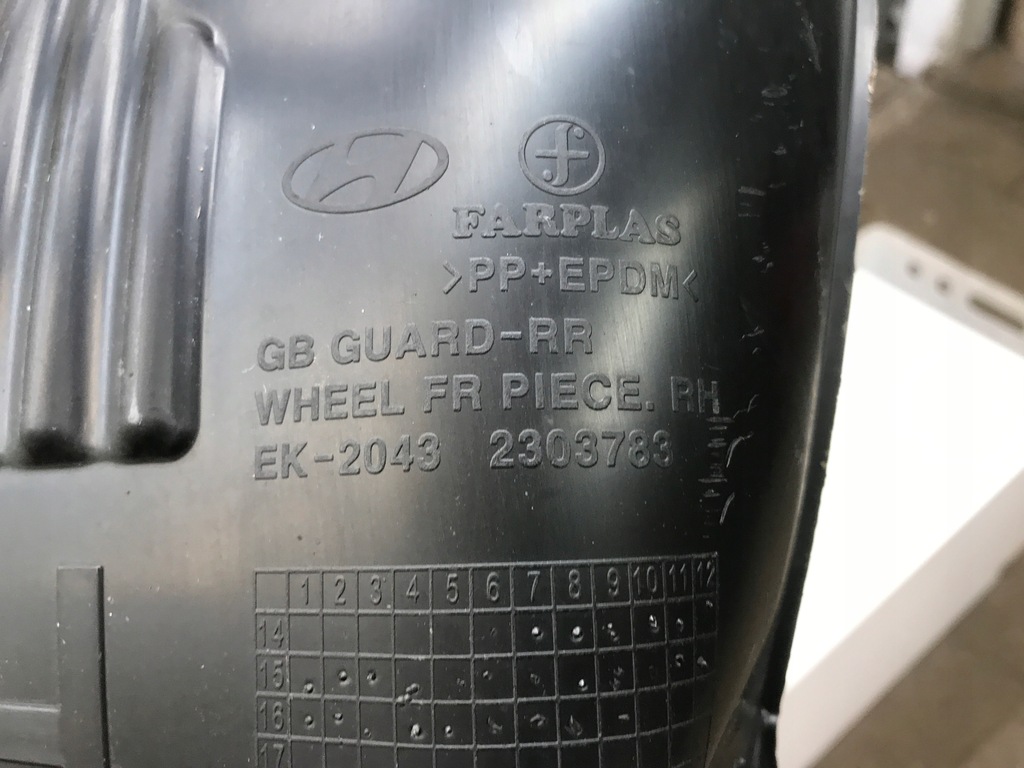 FARPLAS
>PP+EPDM<
GB GUARD-RR
WHEEL FR PIECE. RH
EK-2043 2303783
1 2 3 4 5 6 7 8 9 10 11 12
14
15
16
17